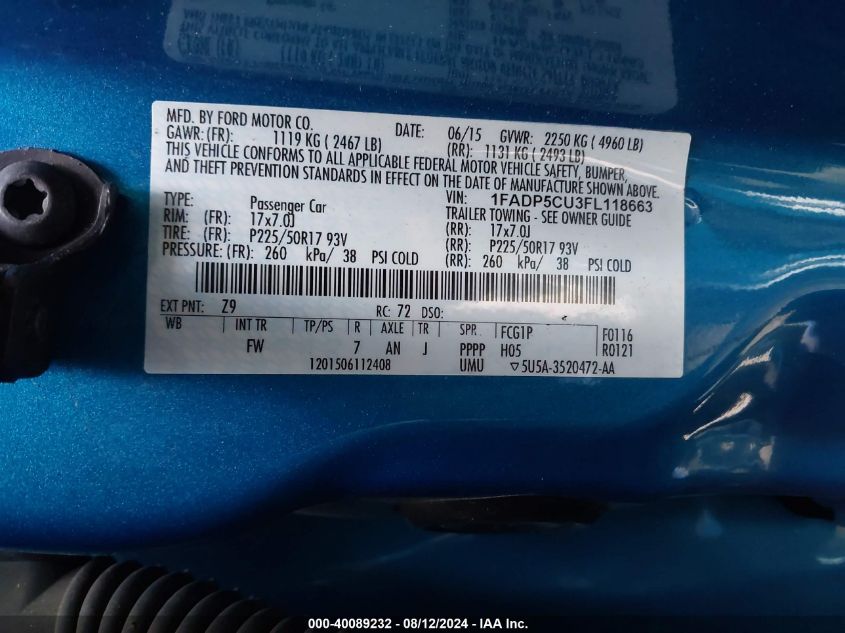 MFD. BY FORD MOTOR CO.
DATE: 06/15 GVWR: 2250 KG ( 4960 LB)
GAWR: (FR): 1119 KG ( 2467 LB) (RR): 1131 KG ( 2493 LB)
THIS VEHICLE CONFORMS TO ALL APPLICABLE FEDERAL MOTOR VEHICLE SAFETY, BUMPER,
AND THEFT PREVENTION STANDARDS IN EFFECT ON THE DATE OF MANUFACTURE SHOWN ABOVE.
VIN: 1FADP5CU3FL118663
TYPE: Passenger Car TRAILER TOWING - SEE OWNER GUIDE
RIM: (FR): 17x7.0J (RR): 17x7.0J
TIRE: (FR): P225/50R17 93V (RR): P225/50R17 93V
PRESSURE: (FR): 260 kPa/ 38 PSI COLD (RR): 260 kPa/ 38 PSI COLD
EXT PNT: Z9 RC: 72 DSO:
WB INT TR TP/PS R AXLE TR SPR FCG1P F0116
FW 7 AN J PPPP H05 R0121
1201506112408 UMU ▽5U5A-3520472-AA
000-40089232 - 08/12/2024 - IAA Inc.